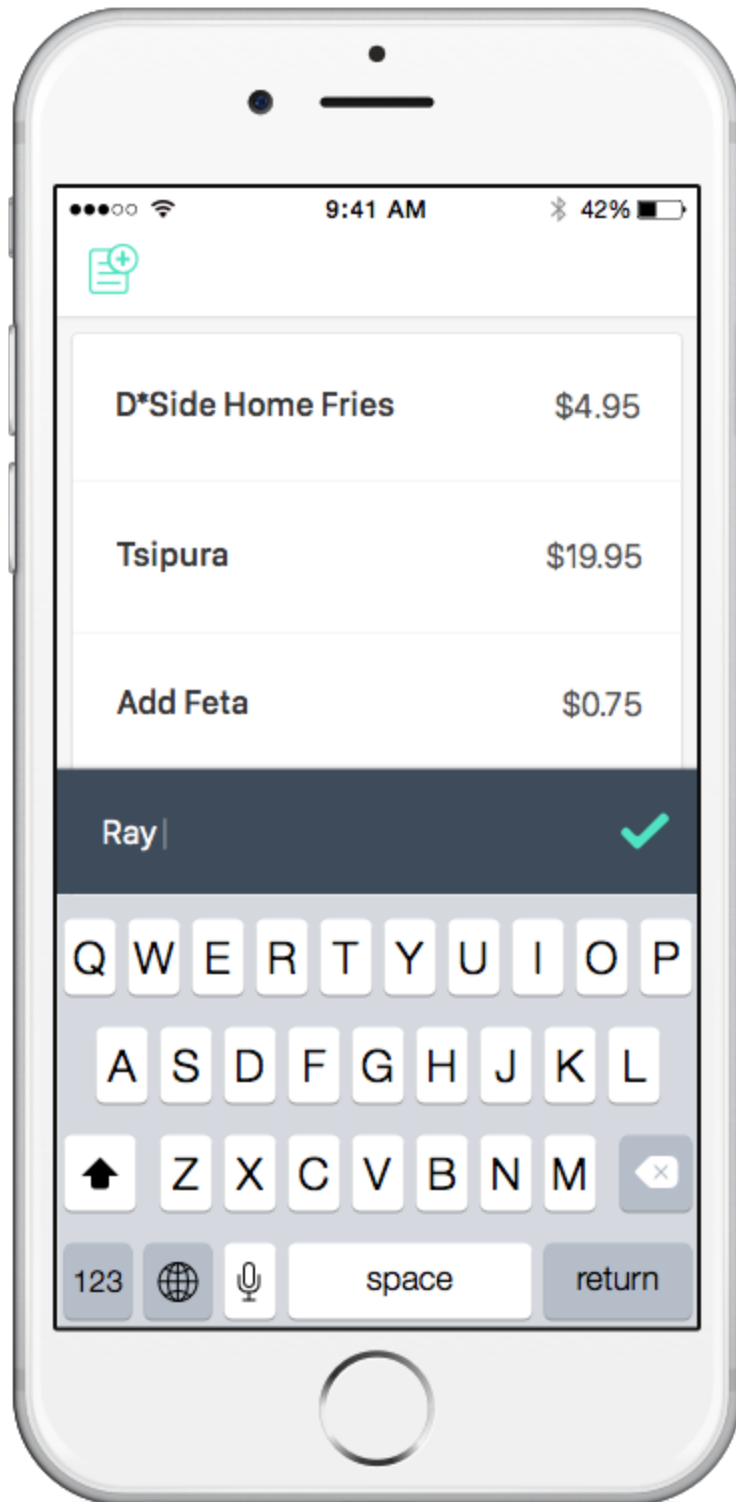 9:41 AM 42%
D*Side Home Fries $4.95
Tsipura $19.95
Add Feta $0.75
Ray
Q W E R T Y U I O P
A S D F G H J K L
Z X C V B N M
123 space return